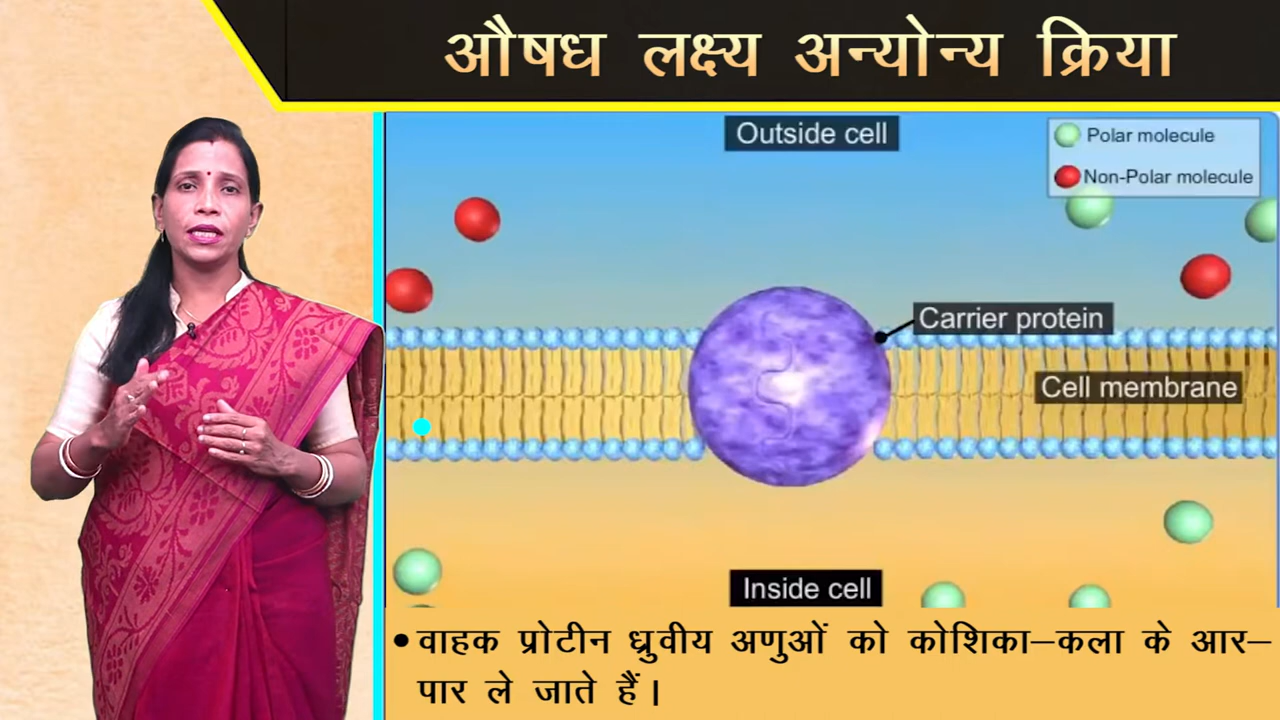 औषध लक्ष्य अन्योन्य क्रिया
Outside cell
Polar molecule
Non-Polar molecule
Carrier protein
Cell membrane
Inside cell
• वाहक प्रोटीन ध्रुवीय अणुओं को कोशिका–कला के आर–
पार ले जाते हैं।